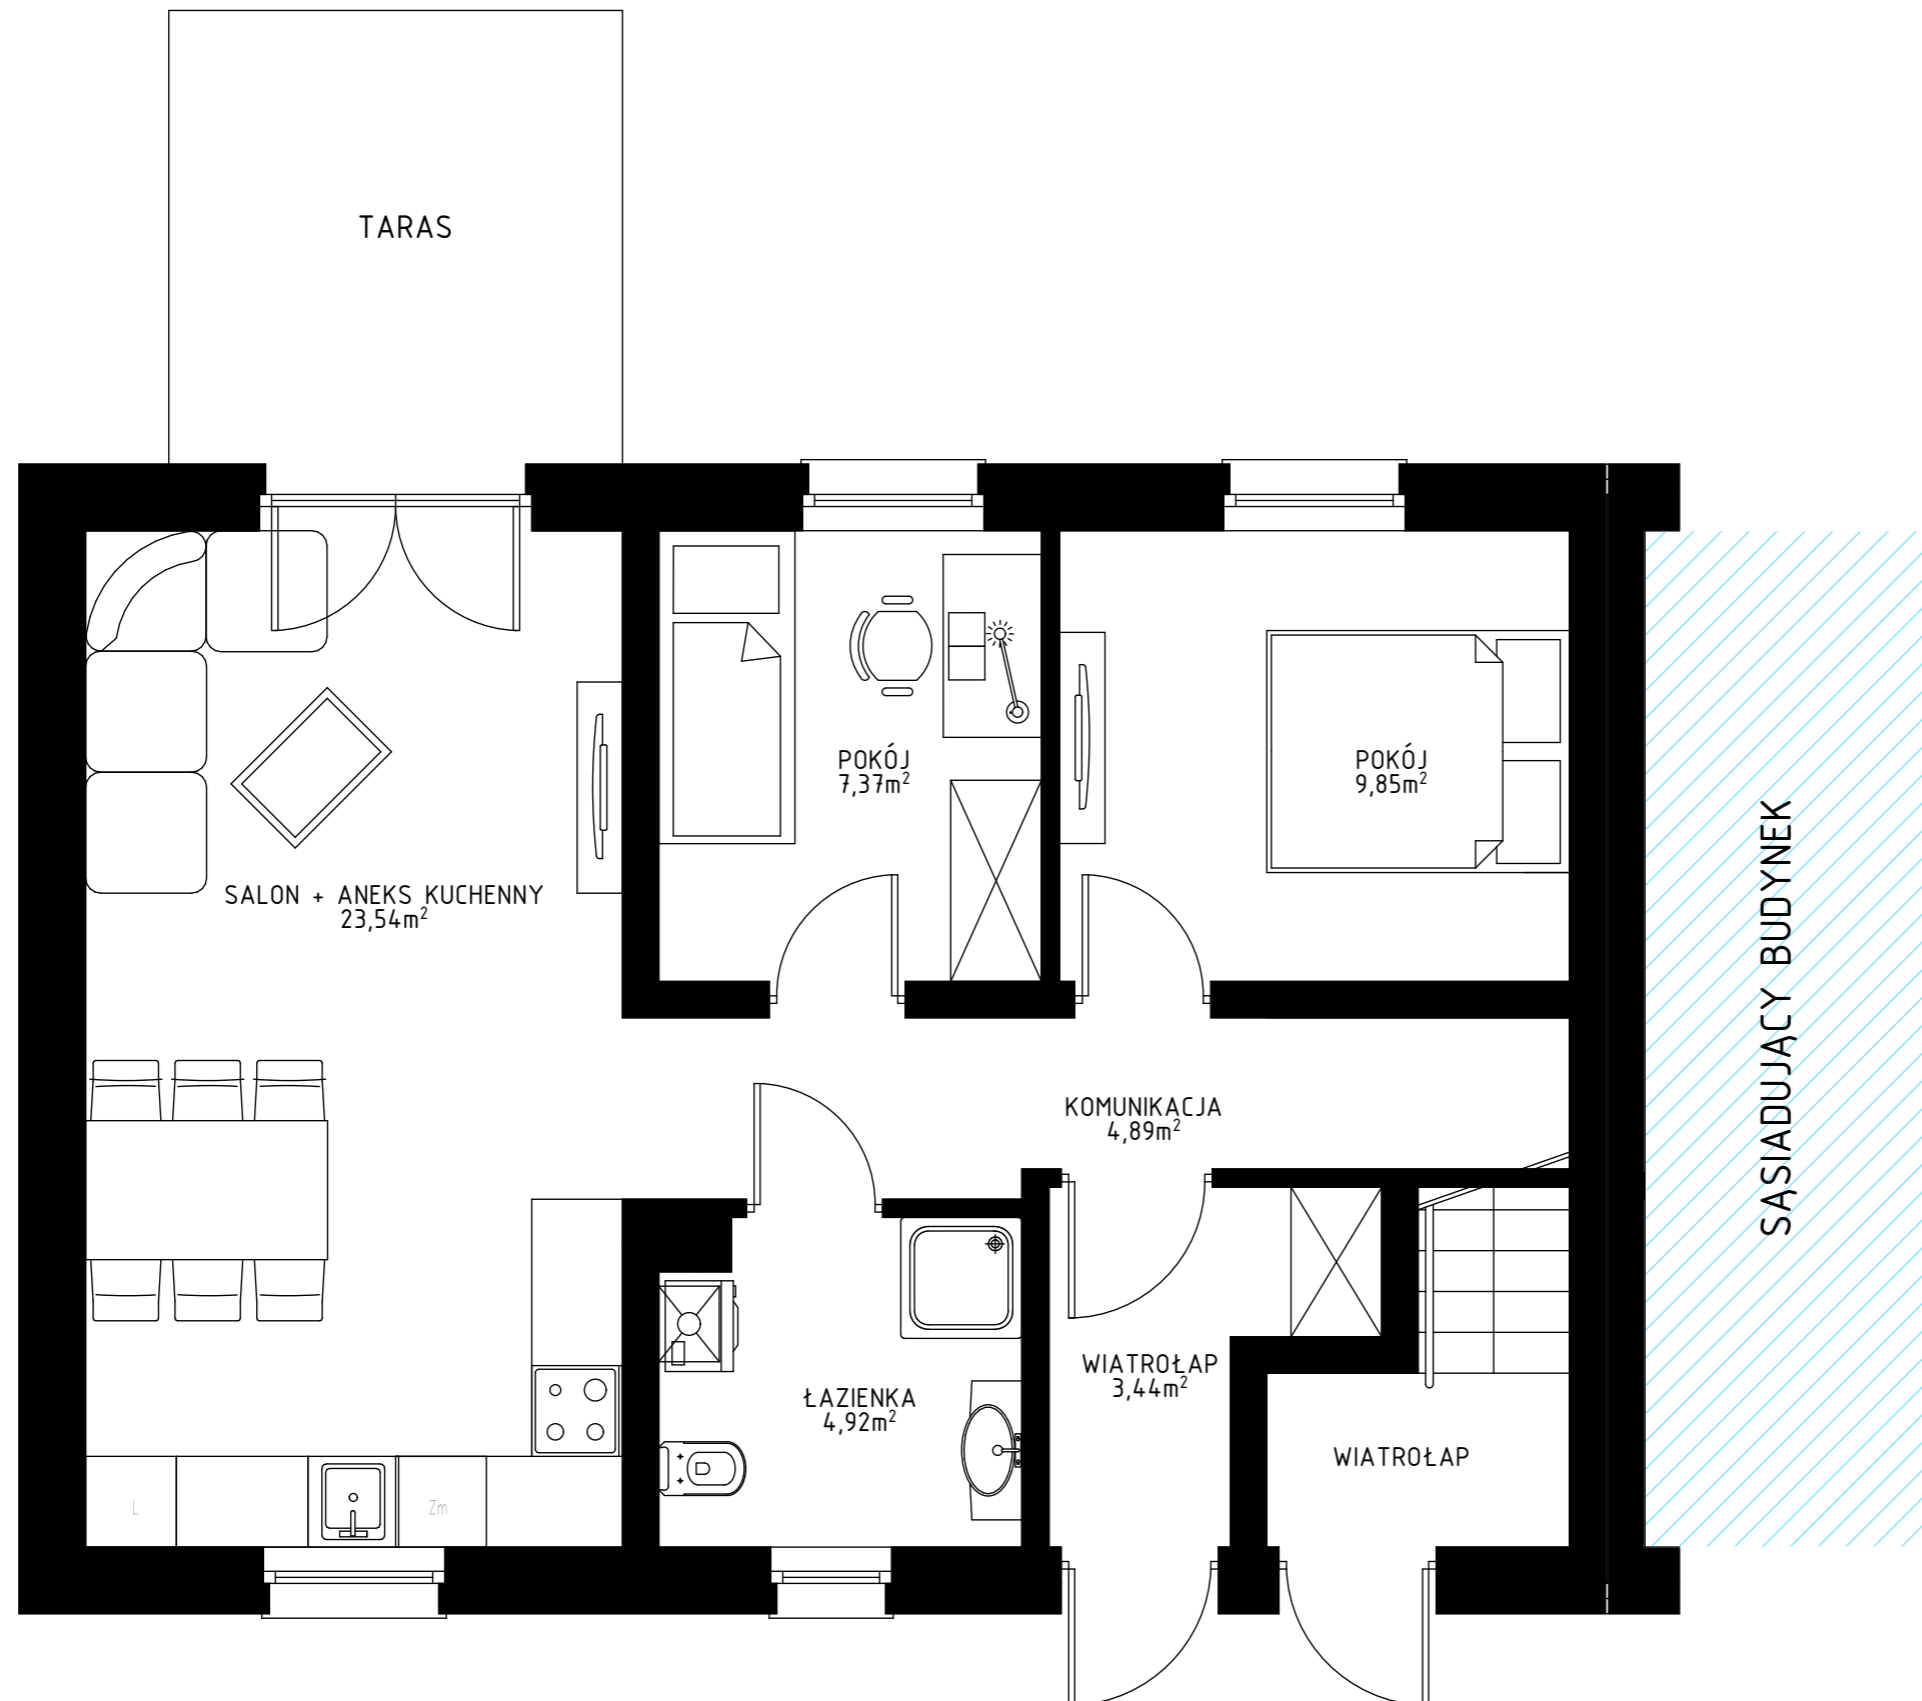 TARAS
POKÓJ
7,37m²
POKÓJ
9,85m²
SALON + ANEKS KUCHENNY
23,54m²
SĄSIADUJĄCY BUDYNEK
KOMUNIKACJA
4,89m²
WIATROŁAP
3,44m²
ŁAZIENKA
4,92m²
WIATROŁAP
L
Zm